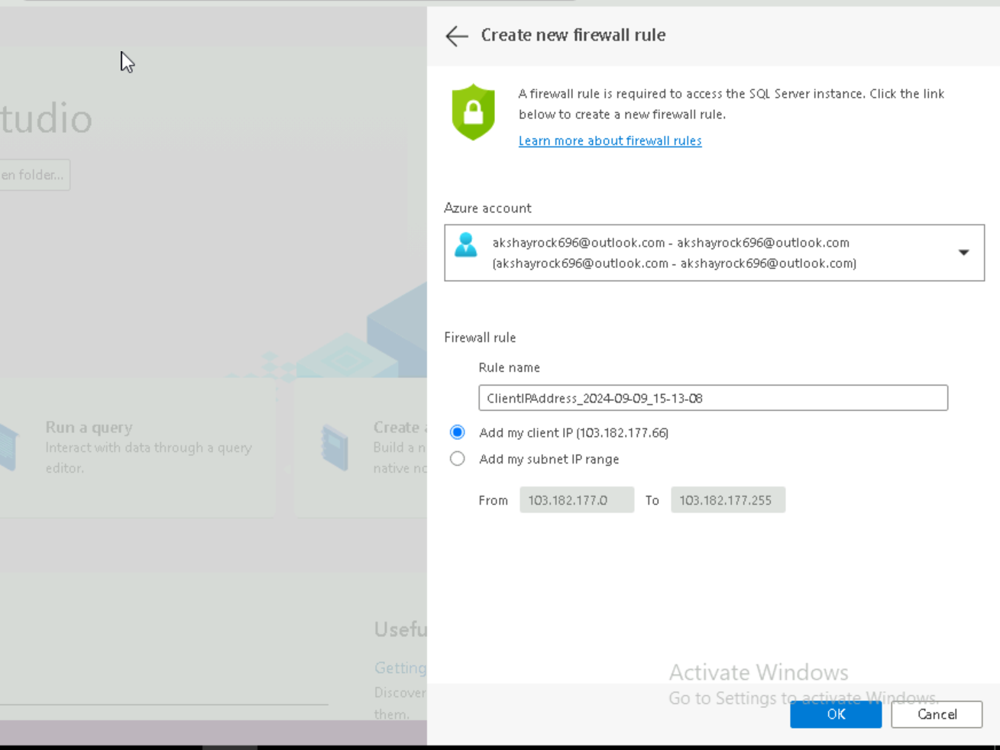 Create new firewall rule
A firewall rule is required to access the SQL Server instance. Click the link
below to create a new firewall rule.
Learn more about firewall rules
tudio
en folder...
Azure account
akshayrock696@outlook.com - akshayrock696@outlook.com
(akshayrock696@outlook.com - akshayrock696@outlook.com)
Firewall rule
Rule name
ClientIPAddress_2024-09-09_15-13-08
Add my client IP (103.182.177.66)
Add my subnet IP range
From 103.182.177.0 To 103.182.177.255
Run a query
Interact with data through a query
editor.
Create a
Build a n
native no
Usefu
Getting
Discover
them.
Activate Windows
Go to Settings to activate Windows.
OK Cancel